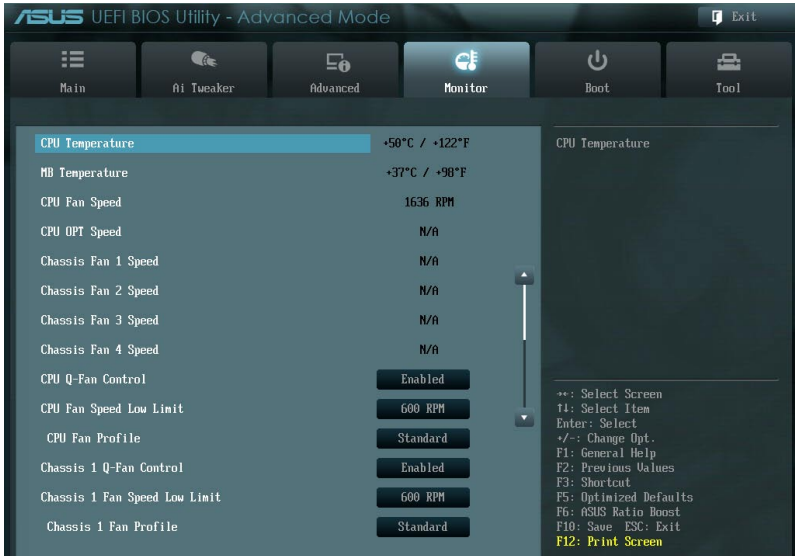 ASUS UEFI BIOS Utility - Advanced Mode
Exit
Main
Ai Tweaker
Advanced
Monitor
Boot
Tool
CPU Temperature +50°C / +122°F
MB Temperature +37°C / +98°F
CPU Fan Speed 1636 RPM
CPU OPT Speed N/A
Chassis Fan 1 Speed N/A
Chassis Fan 2 Speed N/A
Chassis Fan 3 Speed N/A
Chassis Fan 4 Speed N/A
CPU Q-Fan Control Enabled
CPU Fan Speed Low Limit 600 RPM
CPU Fan Profile Standard
Chassis 1 Q-Fan Control Enabled
Chassis 1 Fan Speed Low Limit 600 RPM
Chassis 1 Fan Profile Standard
CPU Temperature
→←: Select Screen
↑↓: Select Item
Enter: Select
+/-: Change Opt.
F1: General Help
F2: Previous Values
F3: Shortcut
F5: Optimized Defaults
F6: ASUS Ratio Boost
F10: Save ESC: Exit
F12: Print Screen